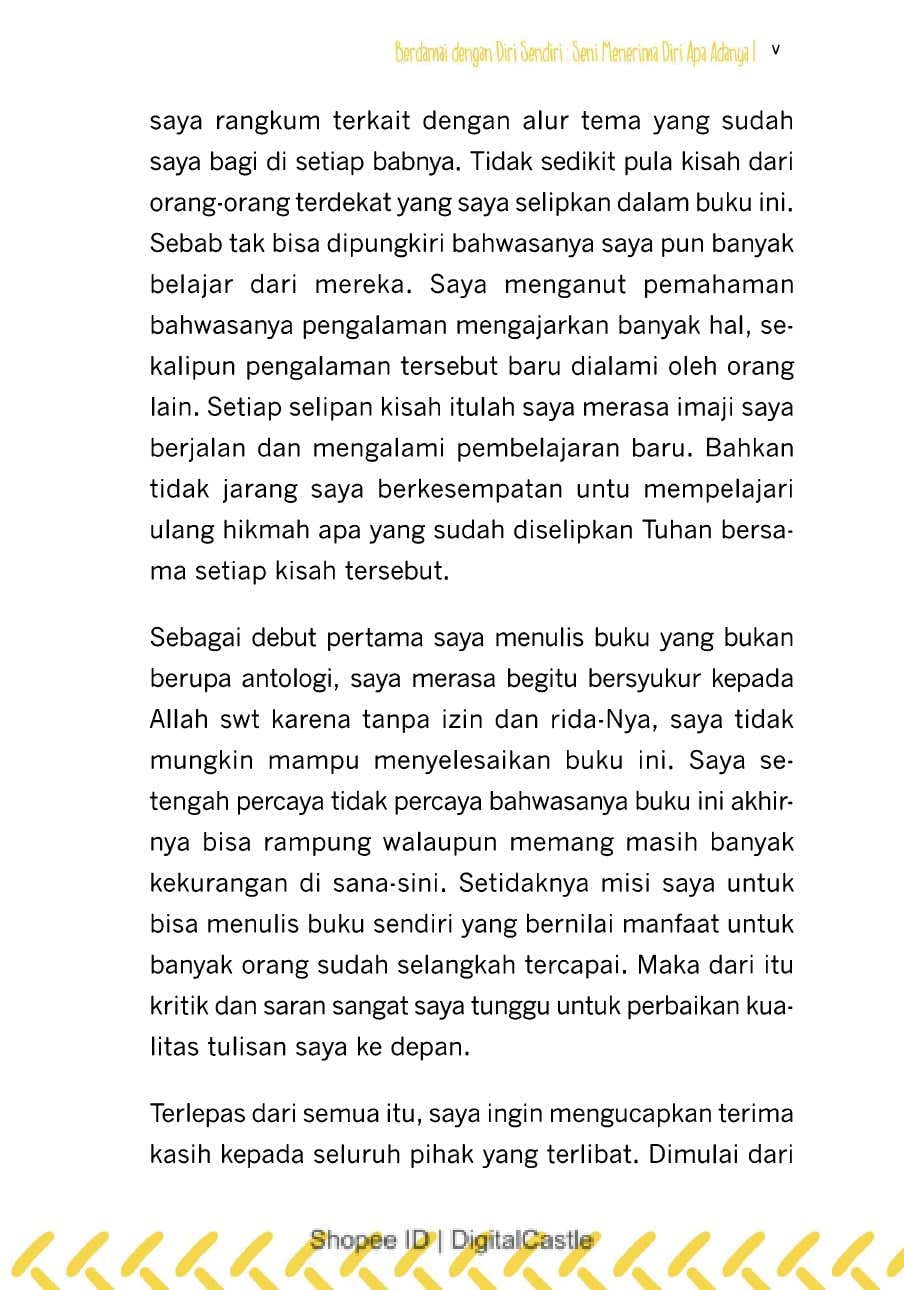 Berdamai dengan Diri Sendiri : Seni Menerima Diri Apa Adanya | v
saya rangkum terkait dengan alur tema yang sudah
saya bagi di setiap babnya. Tidak sedikit pula kisah dari
orang-orang terdekat yang saya selipkan dalam buku ini.
Sebab tak bisa dipungkiri bahwasanya saya pun banyak
belajar dari mereka. Saya menganut pemahaman
bahwasanya pengalaman mengajarkan banyak hal, se-
kalipun pengalaman tersebut baru dialami oleh orang
lain. Setiap selipan kisah itulah saya merasa imaji saya
berjalan dan mengalami pembelajaran baru. Bahkan
tidak jarang saya berkesempatan untu mempelajari
ulang hikmah apa yang sudah diselipkan Tuhan bersa-
ma setiap kisah tersebut.
Sebagai debut pertama saya menulis buku yang bukan
berupa antologi, saya merasa begitu bersyukur kepada
Allah swt karena tanpa izin dan rida-Nya, saya tidak
mungkin mampu menyelesaikan buku ini. Saya se-
tengah percaya tidak percaya bahwasanya buku ini akhir-
nya bisa rampung walaupun memang masih banyak
kekurangan di sana-sini. Setidaknya misi saya untuk
bisa menulis buku sendiri yang bernilai manfaat untuk
banyak orang sudah selangkah tercapai. Maka dari itu
kritik dan saran sangat saya tunggu untuk perbaikan kua-
litas tulisan saya ke depan.
Terlepas dari semua itu, saya ingin mengucapkan terima
kasih kepada seluruh pihak yang terlibat. Dimulai dari
Shopee ID | DigitalCastle